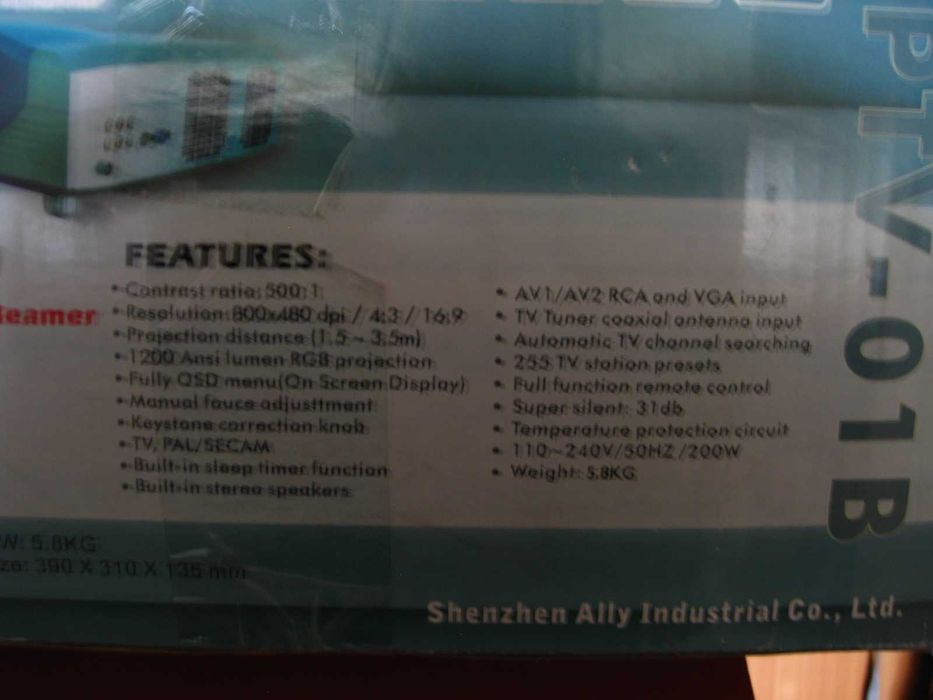 FEATURES:
• Contrast ratio: 500:1
• Resolution: 800x480 dpi / 4:3 / 16:9
• Projection distance (1.5 ~ 3.5m)
• 1200 Ansi lumen RGB projection
• Fully OSD menu(On Screen Display)
• Manual fouce adjusttment
• Keystone correction knob
• TV, PAL/SECAM
• Built-in sleep timer function
• Built-in stereo speakers
• AV1/AV2 RCA and VGA input
• TV Tuner coaxial antenna input
• Automatic TV channel searching
• 255 TV station presets
• Full function remote control
• Super silent: 31db
• Temperature protection circuit
• 110~240V/50HZ/200W
• Weight: 5.8KG
eamer
W: 5.8KG
ze: 390 X 310 X 135 mm
PTV-01B
Shenzhen Ally Industrial Co., Ltd.